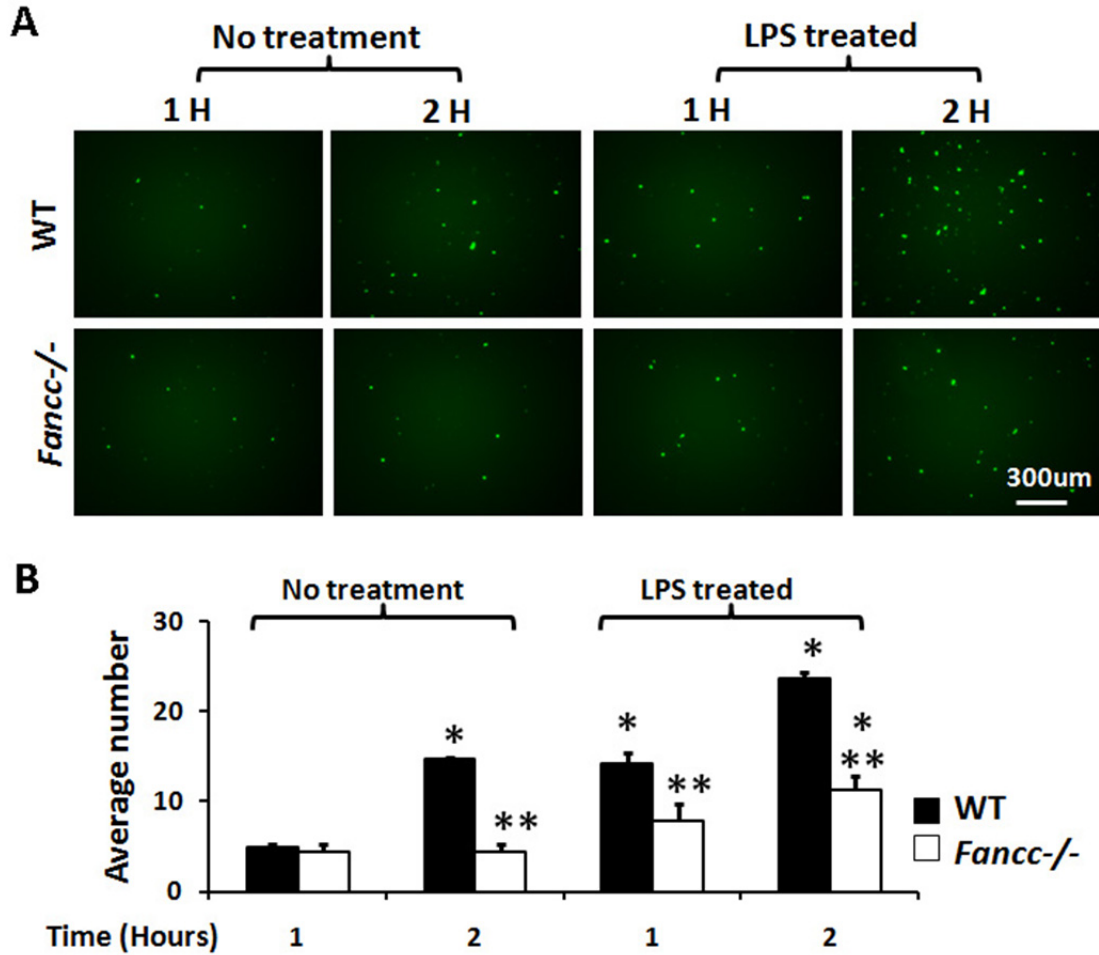 A
No treatment
LPS treated
1 H
2 H
1 H
2 H
WT
Fancc-/-
300um
B
No treatment
LPS treated
Average number
30
20
10
0
*
**
*
**
*
*
**
WT
Fancc-/-
Time (Hours)
1
2
1
2